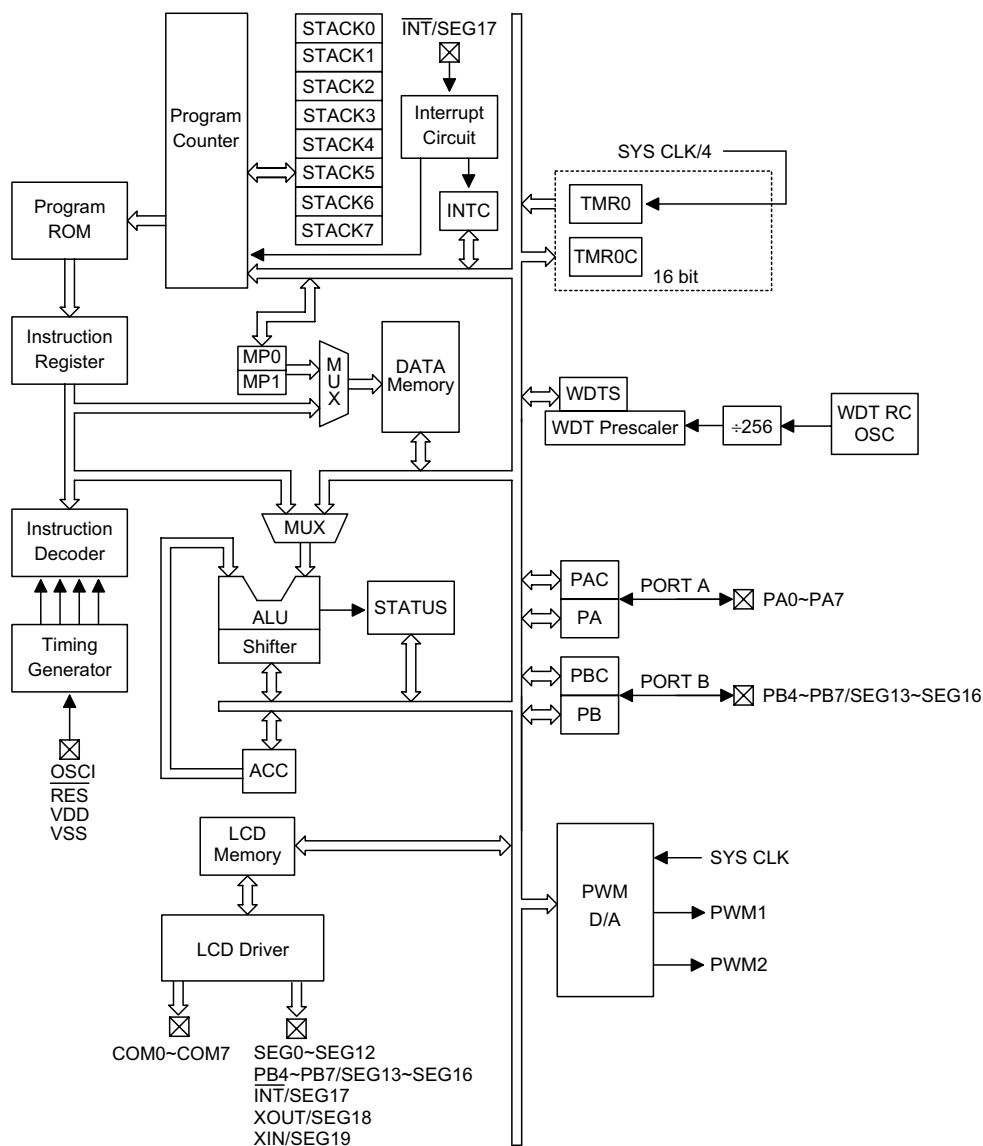 STACK0
STACK1
STACK2
STACK3
STACK4
STACK5
STACK6
STACK7
INT/SEG17
Program
Counter
Interrupt
Circuit
INTC
SYS CLK/4
TMR0
TMR0C
16 bit
Program
ROM
Instruction
Register
MP0
MP1
MUX
DATA
Memory
WDTS
WDT Prescaler
÷256
WDT RC
OSC
Instruction
Decoder
MUX
ALU
Shifter
STATUS
PAC
PA
PORT A
PA0~PA7
PBC
PB
PORT B
PB4~PB7/SEG13~SEG16
Timing
Generator
OSCI
RES
VDD
VSS
ACC
LCD
Memory
LCD Driver
PWM
D/A
SYS CLK
PWM1
PWM2
COM0~COM7
SEG0~SEG12
PB4~PB7/SEG13~SEG16
INT/SEG17
XOUT/SEG18
XIN/SEG19